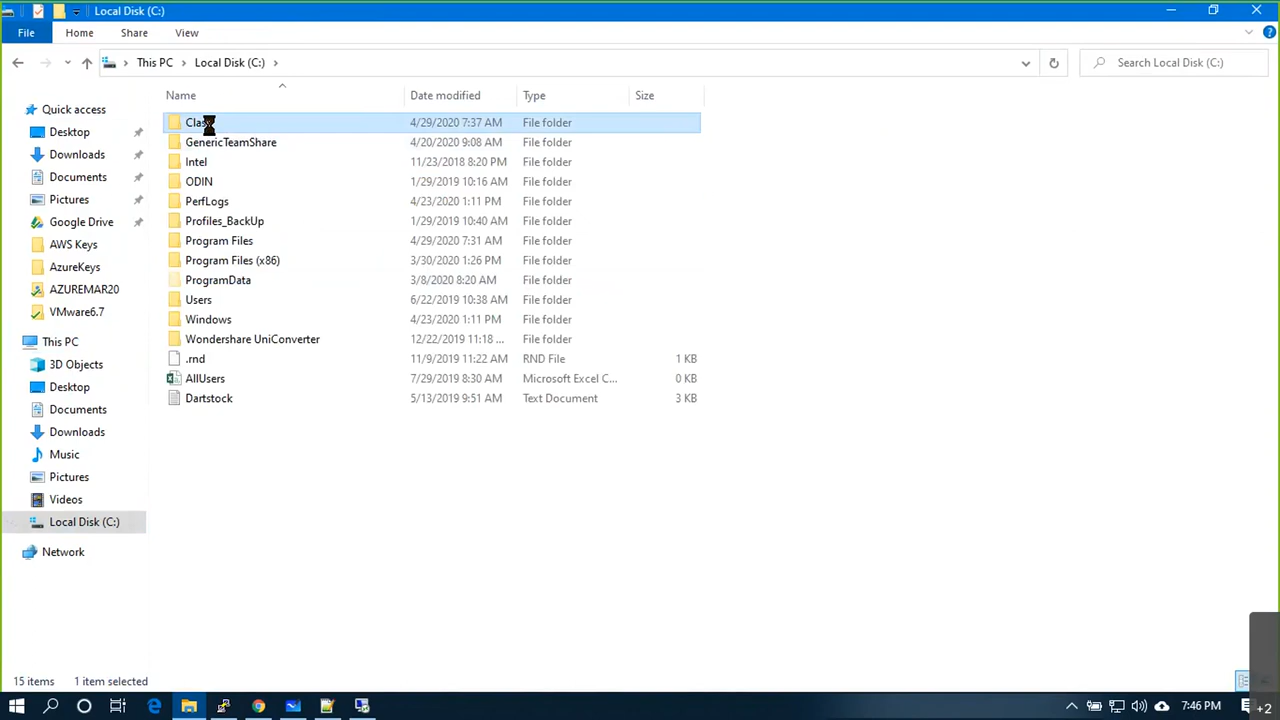 Local Disk (C:)
File Home Share View
This PC Local Disk (C:) Search Local Disk (C:)
Name Date modified Type Size
Quick access
Desktop
Downloads
Documents
Pictures
Google Drive
AWS Keys
AzureKeys
AZUREMAR20
VMware6.7
This PC
3D Objects
Desktop
Documents
Downloads
Music
Pictures
Videos
Local Disk (C:)
Network
4/29/2020 7:37 AM File folder
GenericTeamShare 4/20/2020 9:08 AM File folder
Intel 11/23/2018 8:20 PM File folder
ODIN 1/29/2019 10:16 AM File folder
PerfLogs 4/23/2020 1:11 PM File folder
Profiles_BackUp 1/29/2019 10:40 AM File folder
Program Files 4/29/2020 7:31 AM File folder
Program Files (x86) 3/30/2020 1:26 PM File folder
ProgramData 3/8/2020 8:20 AM File folder
Users 6/22/2019 10:38 AM File folder
Windows 4/23/2020 1:11 PM File folder
Wondershare UniConverter 12/22/2019 11:18 ... File folder
.rnd 11/9/2019 11:22 AM RND File 1 KB
AllUsers 7/29/2019 8:30 AM Microsoft Excel C... 0 KB
Dartstock 5/13/2019 9:51 AM Text Document 3 KB
15 items 1 item selected
7:46 PM +2